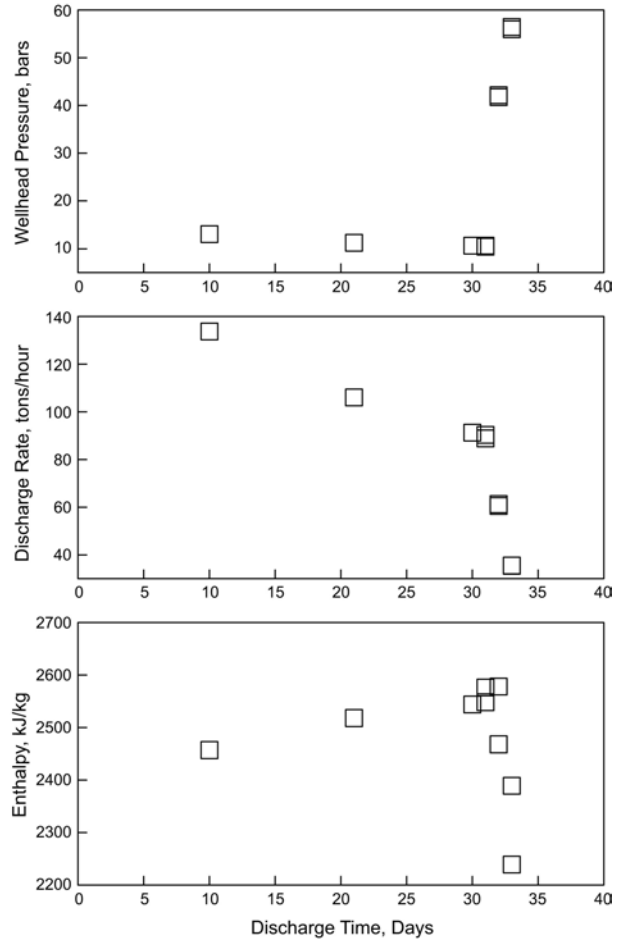 Wellhead Pressure, bars
60
50
40
30
20
10
0 5 10 15 20 25 30 35 40
Discharge Rate, tons/hour
140
120
100
80
60
40
0 5 10 15 20 25 30 35 40
Enthalpy, kJ/kg
2700
2600
2500
2400
2300
2200
0 5 10 15 20 25 30 35 40
Discharge Time, Days